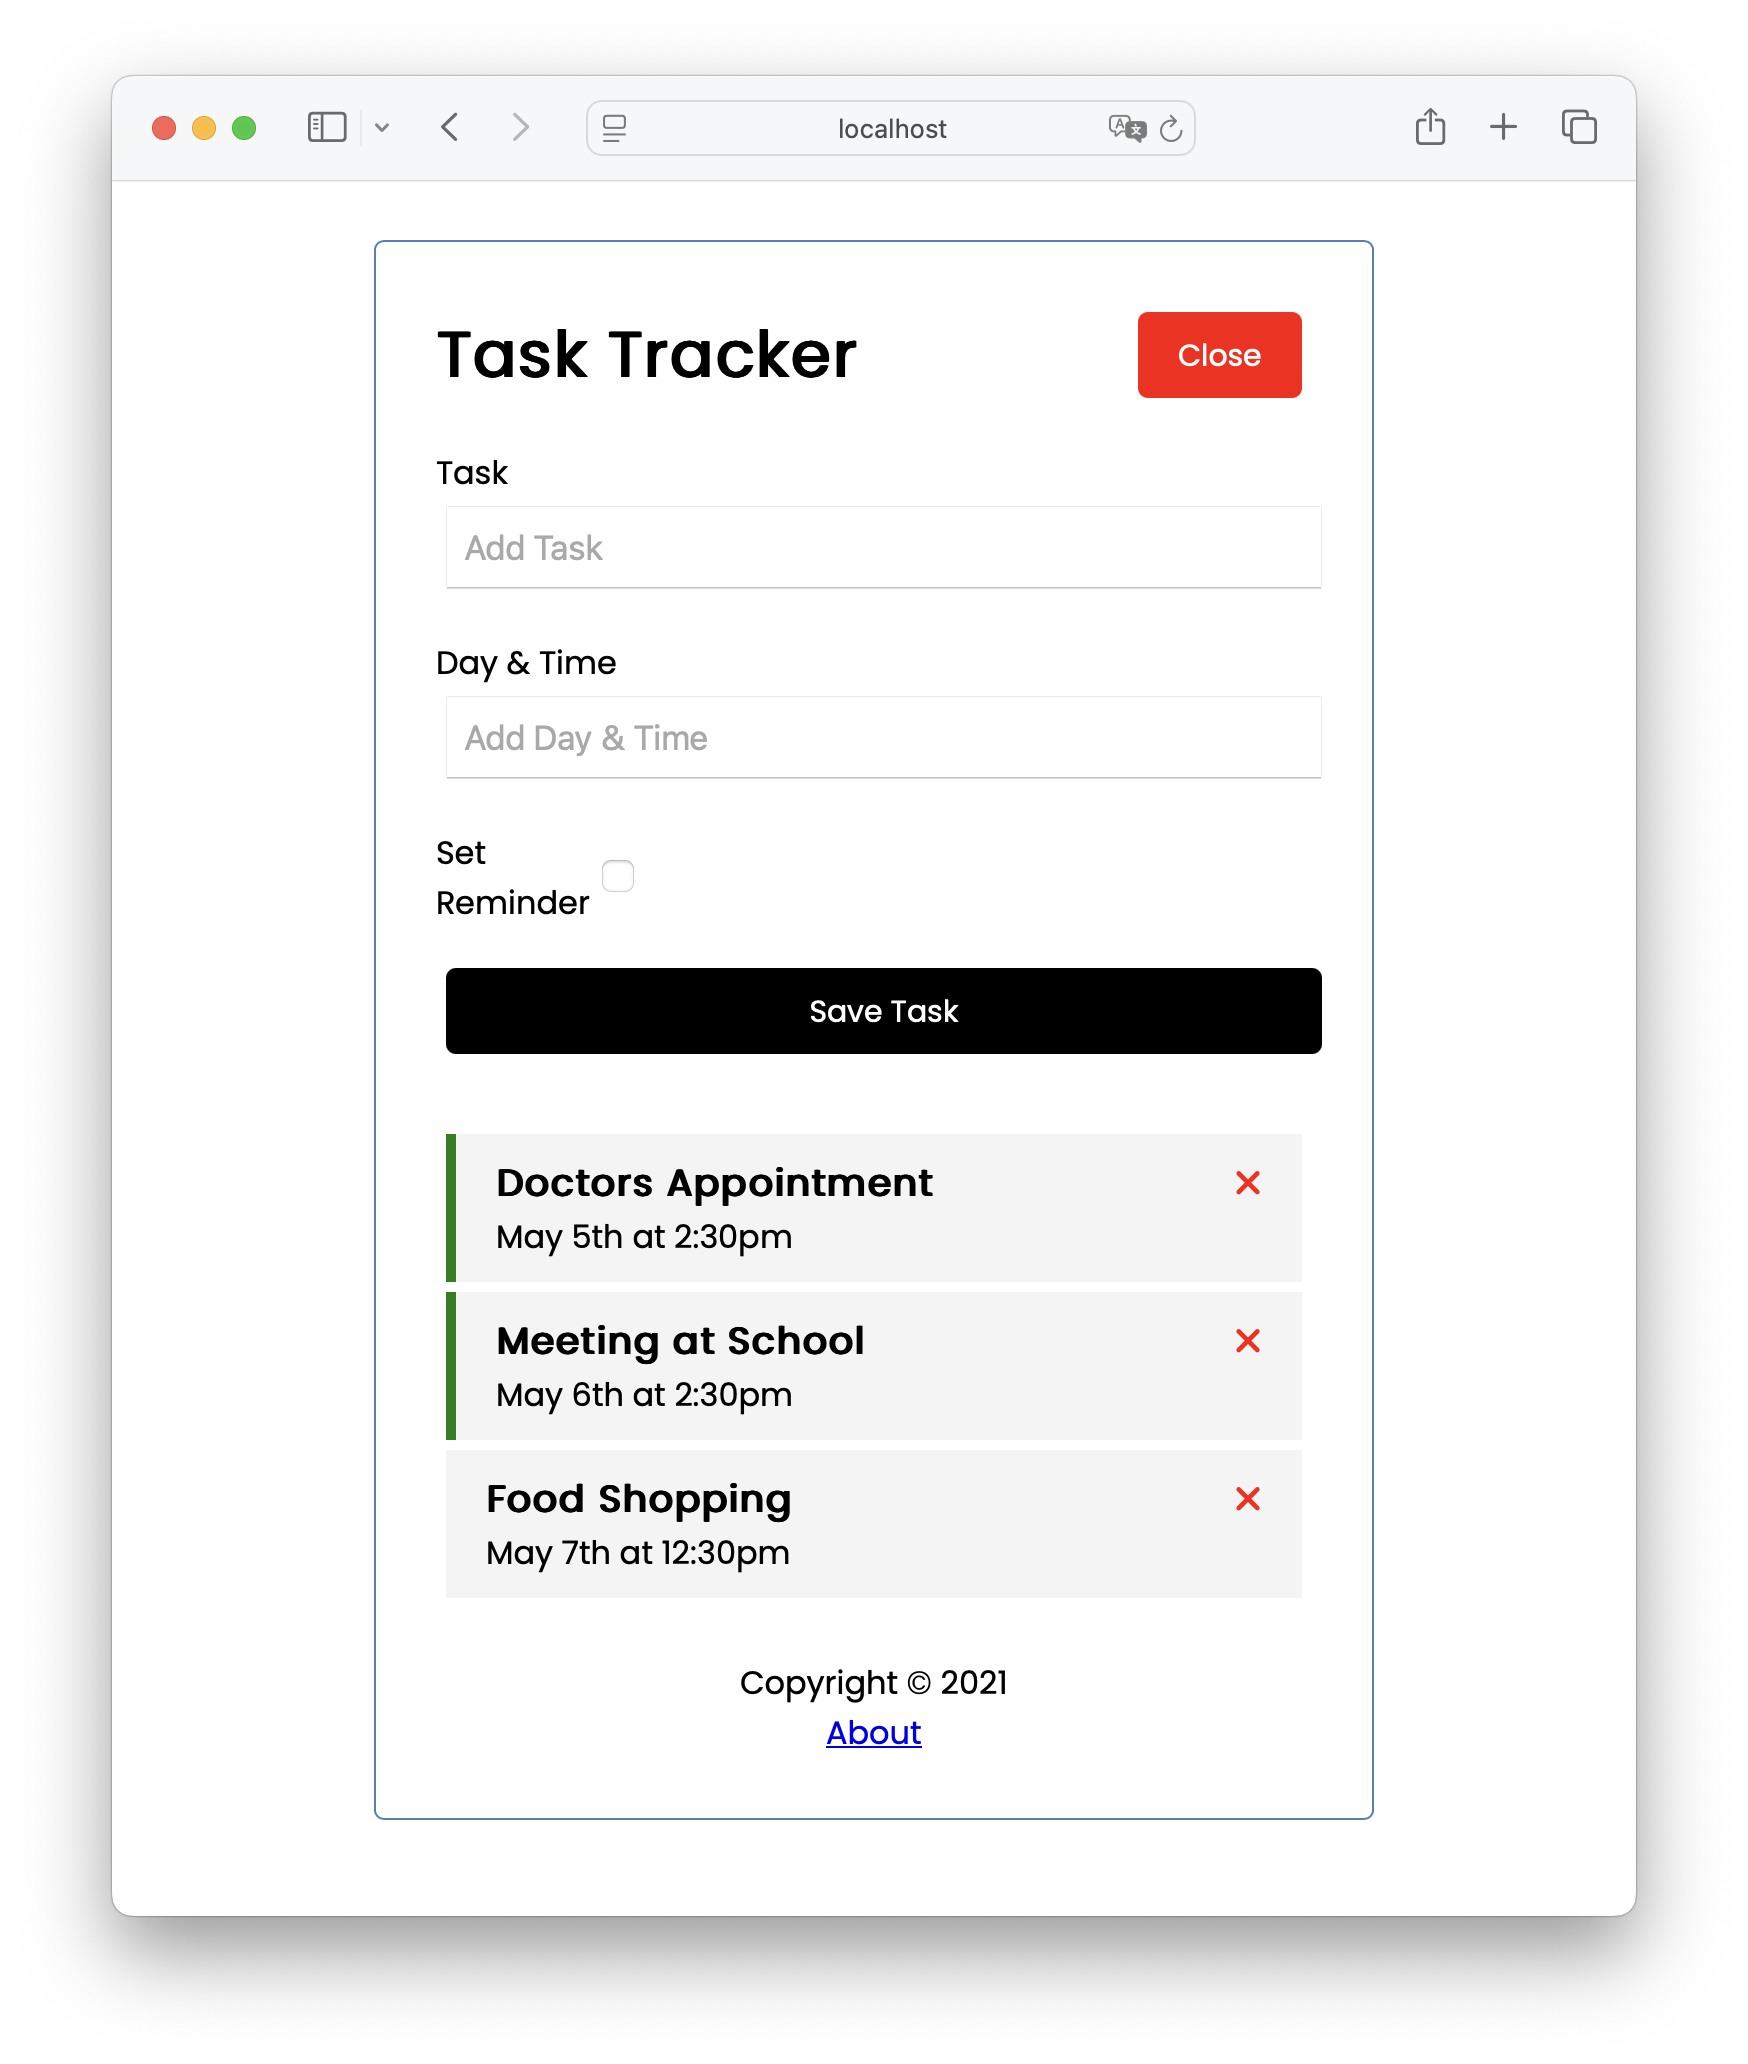 localhost
Task Tracker
Close
Task
Add Task
Day & Time
Add Day & Time
Set
Reminder
Save Task
Doctors Appointment
May 5th at 2:30pm
Meeting at School
May 6th at 2:30pm
Food Shopping
May 7th at 12:30pm
Copyright © 2021
About